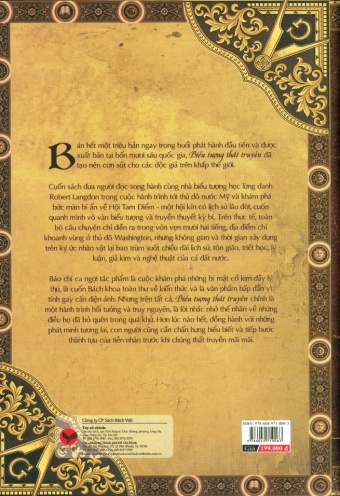 Bán hết một triệu bản ngay trong buổi phát hành đầu tiên và được
xuất bản tại bốn mươi sáu quốc gia, Biểu tượng thất truyền đã
tạo nên cơn sốt cho các độc giả trên khắp thế giới.
Cuốn sách đưa người đọc song hành cùng nhà biểu tượng học lừng danh
Robert Langdon trong cuộc hành trình tới thủ đô nước Mỹ và khám phá
bức màn bí ẩn về Hội Tam Điểm - một hội kín có lịch sử lâu đời, cuốn
quanh mình vô vàn biểu tượng và truyền thuyết kỳ bí. Trên thực tế, toàn
bộ câu chuyện chỉ diễn ra trong vỏn vẹn mười hai tiếng, địa điểm chỉ
khoanh vùng ở thủ đô Washington, nhưng không gian và thời gian xây dựng
trên ký ức nhân vật lại bao trùm suốt chiều dài lịch sử, tôn giáo, triết học, lý
luận, giả kim và nghệ thuật của cả đất nước.
Báo chí ca ngợi tác phẩm là cuộc khám phá những bí mật cổ kim đầy lý
thú, là cuốn Bách khoa toàn thư về kiến thức và là văn phẩm hấp dẫn vì
tính gay cấn điện ảnh. Nhưng trên tất cả, Biểu tượng thất truyền chính là
một hành trình hồi tưởng và truy nguyên, là lời nhắc nhớ thế nhân về những
điều họ đã bỏ quên trong quá khứ. Hơn lúc nào hết, đồng hành với những
phát minh tương lai, con người cũng cần chấn hưng hiểu biết và tiếp bước
thành tựu của tiền nhân trước khi chúng thất truyền mãi mãi.
Công ty CP Sách Bách Việt
Trụ sở chính:
Giá: 199.000 đ